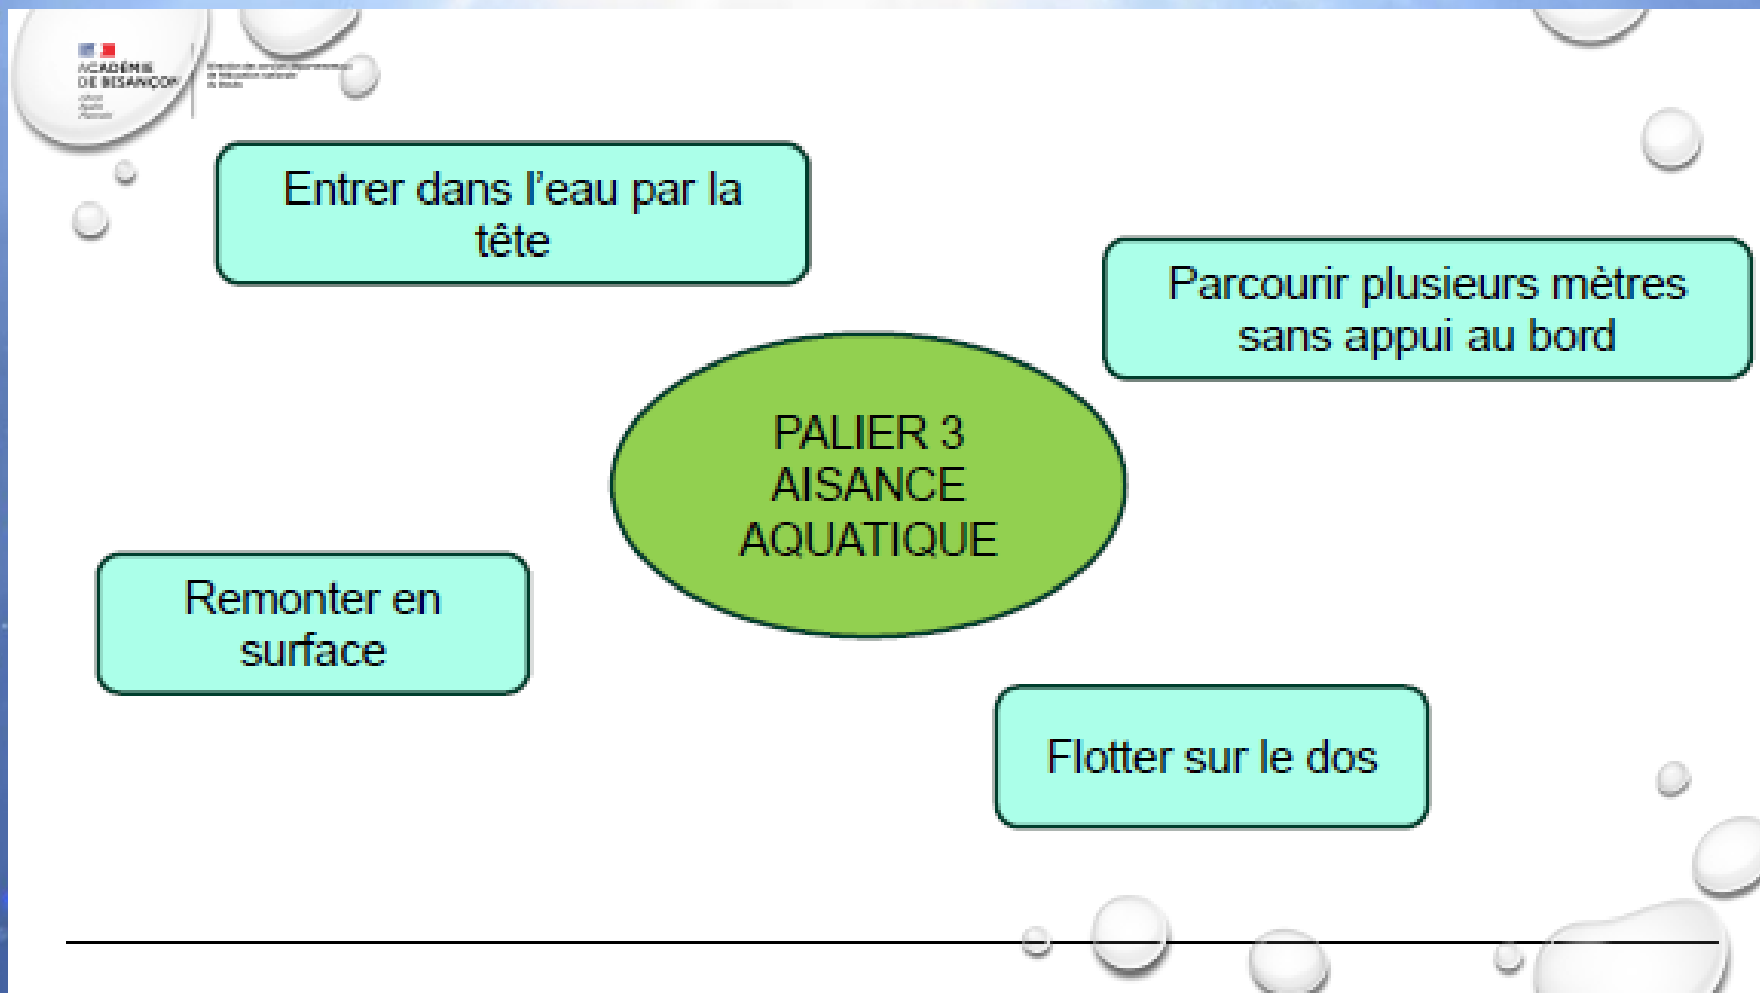 ACADÉMIE
DE BESANÇON
Entrer dans l'eau par la
tête
Parcourir plusieurs mètres
sans appui au bord
PALIER 3
AISANCE
AQUATIQUE
Remonter en
surface
Flotter sur le dos